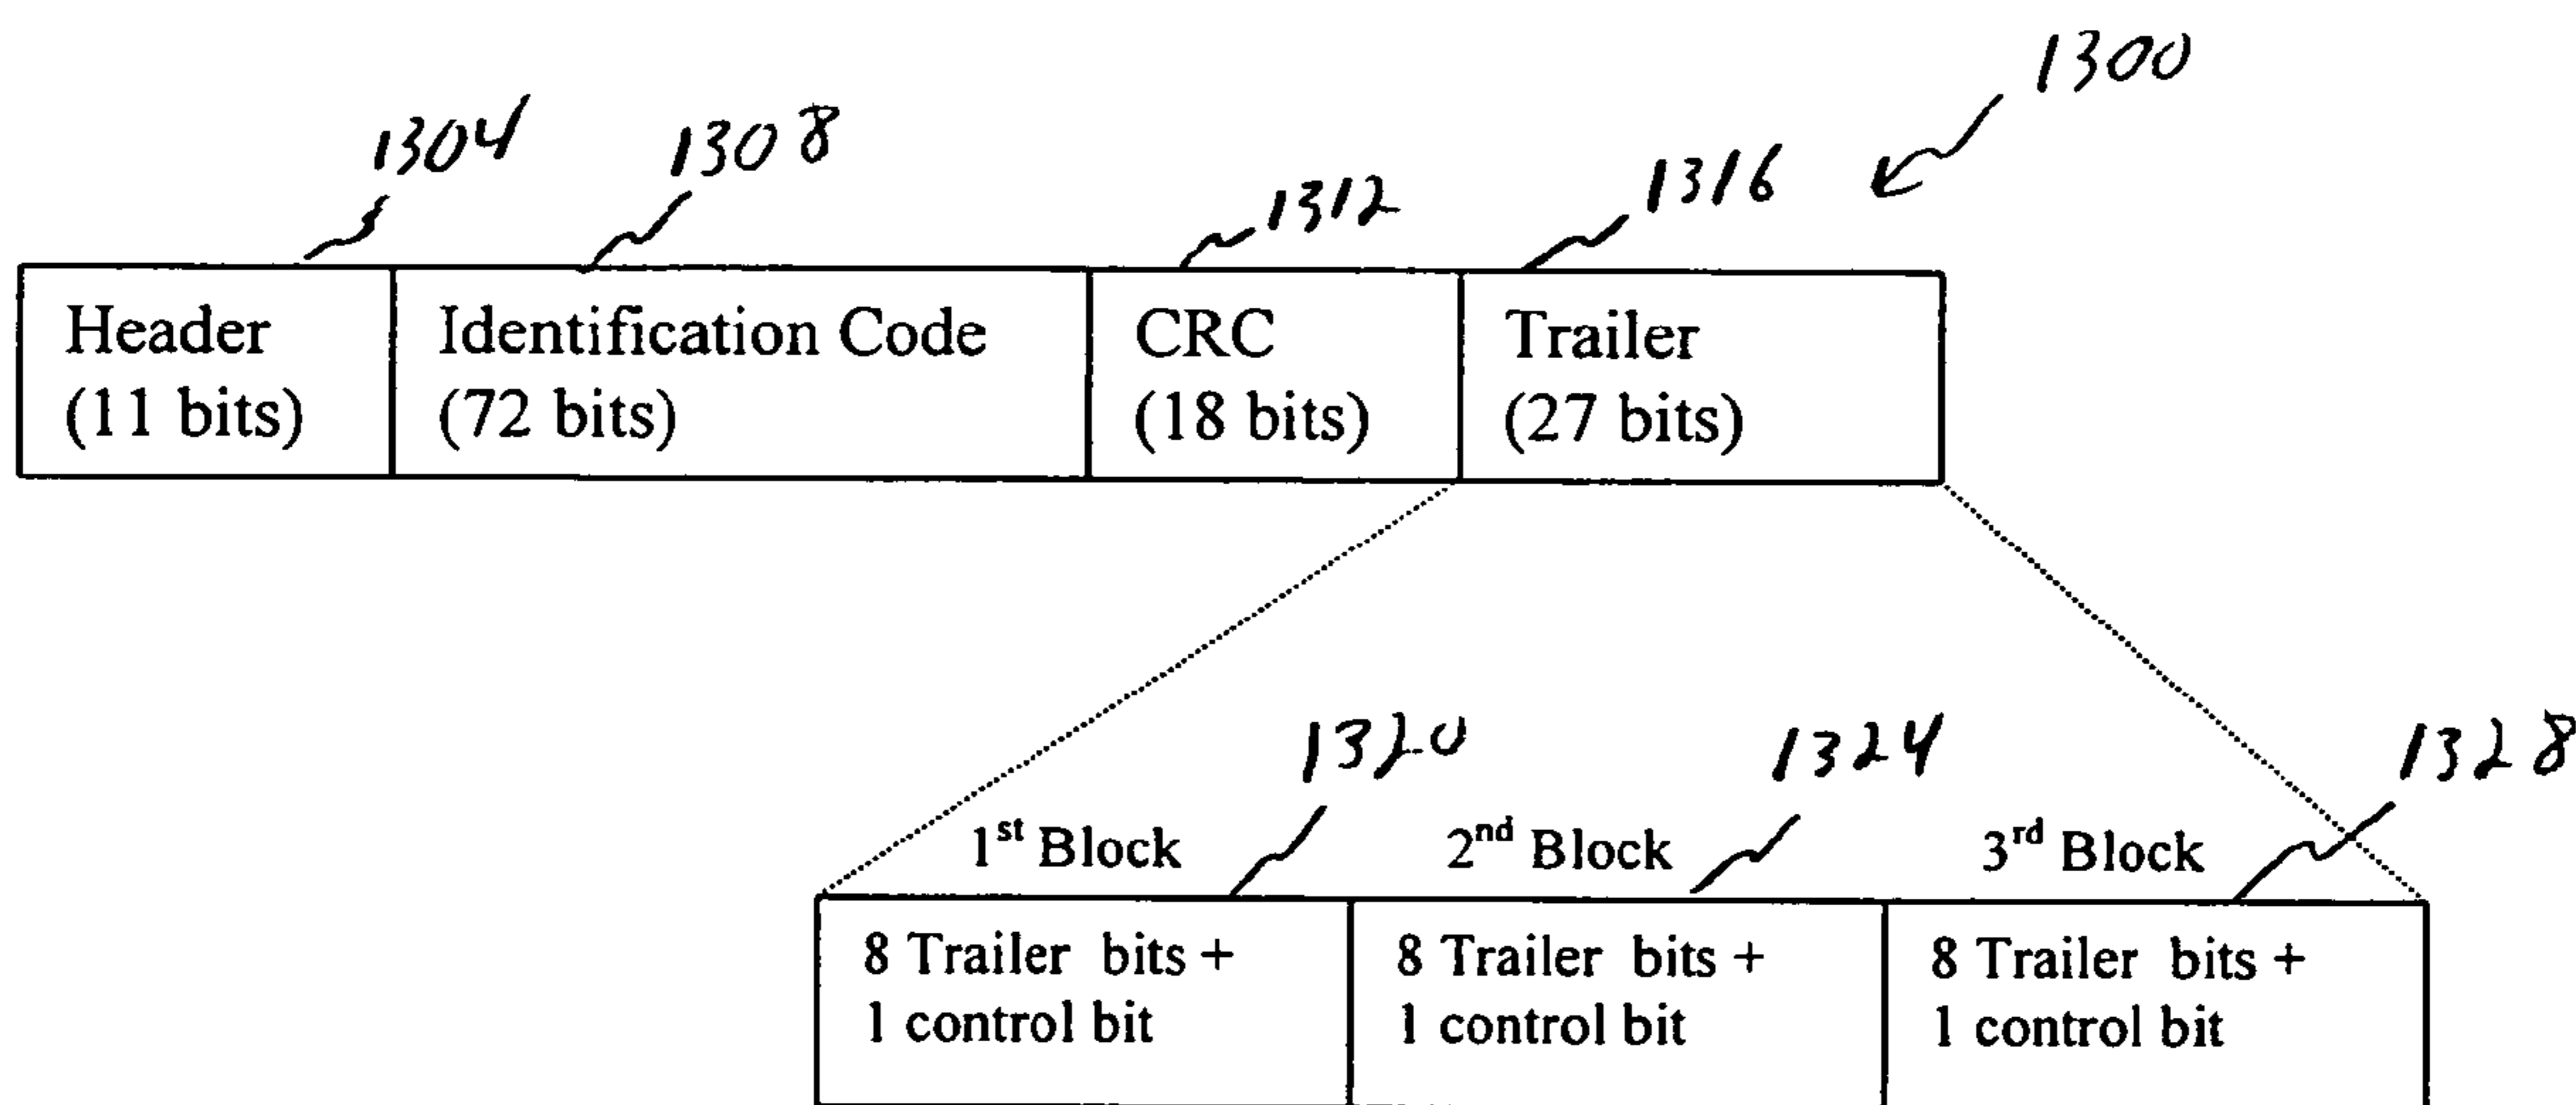 1300
1304
1308
1312
1316
Header
(11 bits)
Identification Code
(72 bits)
CRC
(18 bits)
Trailer
(27 bits)
1320
1324
1328
1st Block
2nd Block
3rd Block
8 Trailer bits +
1 control bit
8 Trailer bits +
1 control bit
8 Trailer bits +
1 control bit